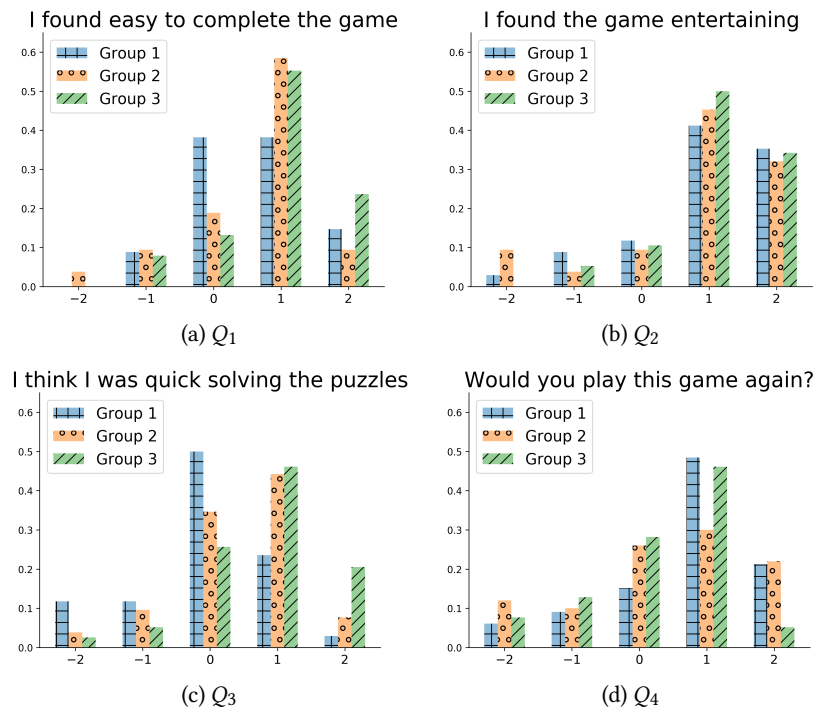 I found easy to complete the game
0.6
0.5
0.4
0.3
0.2
0.1
0.0
Group 1
Group 2
Group 3
−2 −1 0 1 2
(a) Q1
I found the game entertaining
0.6
0.5
0.4
0.3
0.2
0.1
0.0
Group 1
Group 2
Group 3
−2 −1 0 1 2
(b) Q2
I think I was quick solving the puzzles
0.6
0.5
0.4
0.3
0.2
0.1
0.0
Group 1
Group 2
Group 3
−2 −1 0 1 2
(c) Q3
Would you play this game again?
0.6
0.5
0.4
0.3
0.2
0.1
0.0
Group 1
Group 2
Group 3
−2 −1 0 1 2
(d) Q4